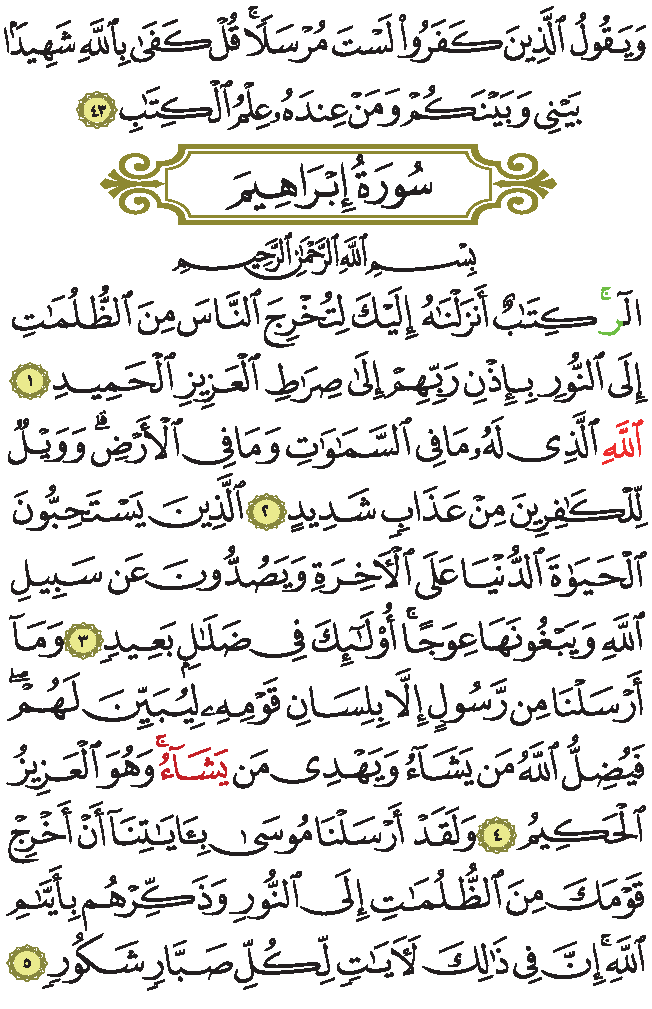 وَيَقُولُ الَّذِينَ كَفَرُوا۟ لَسْتَ مُرْسَلًا ۚ قُلْ كَفَىٰ بِاللَّهِ شَهِيدًۢا
بَيْنِي وَبَيْنَكُمْ وَمَنْ عِندَهُۥ عِلْمُ ٱلْكِتَٰبِ ٤٣
سُورَةُ إِبْرَاهِيمَ
بِسْمِ ٱللَّهِ ٱلرَّحْمَٰنِ ٱلرَّحِيمِ
الٓر ۚ كِتَٰبٌ أَنزَلْنَٰهُ إِلَيْكَ لِتُخْرِجَ ٱلنَّاسَ مِنَ ٱلظُّلُمَٰتِ
إِلَى ٱلنُّورِ بِإِذْنِ رَبِّهِمْ إِلَىٰ صِرَٰطِ ٱلْعَزِيزِ ٱلْحَمِيدِ ١
ٱللَّهِ ٱلَّذِى لَهُۥ مَا فِى ٱلسَّمَٰوَٰتِ وَمَا فِى ٱلْأَرْضِ ۗ وَوَيْلٌ
لِّلْكَٰفِرِينَ مِنْ عَذَابٍ شَدِيدٍ ٢ ٱلَّذِينَ يَسْتَحِبُّونَ
ٱلْحَيَوٰةَ ٱلدُّنْيَا عَلَى ٱلْأَخِرَةِ وَيَصُدُّونَ عَن سَبِيلِ
ٱللَّهِ وَيَبْغُونَهَا عِوَجًا ۚ أُو۟لَٰٓئِكَ فِى ضَلَٰلٍۭ بَعِيدٍ ٣ وَمَآ
أَرْسَلْنَا مِن رَّسُولٍ إِلَّا بِلِسَانِ قَوْمِهِۦ لِيُبَيِّنَ لَهُمْ ۖ
فَيُضِلُّ ٱللَّهُ مَن يَشَآءُ وَيَهْدِى مَن يَشَآءُ ۚ وَهُوَ ٱلْعَزِيزُ
ٱلْحَكِيمُ ٤ وَلَقَدْ أَرْسَلْنَا مُوسَىٰ بِـَٔايَٰتِنَآ أَنْ أَخْرِجْ
قَوْمَكَ مِنَ ٱلظُّلُمَٰتِ إِلَى ٱلنُّورِ وَذَكِّرْهُم بِأَيَّىٰمِ
ٱللَّهِ ۚ إِنَّ فِى ذَٰلِكَ لَـَٔايَٰتٍ لِّكُلِّ صَبَّارٍ شَكُورٍ ٥